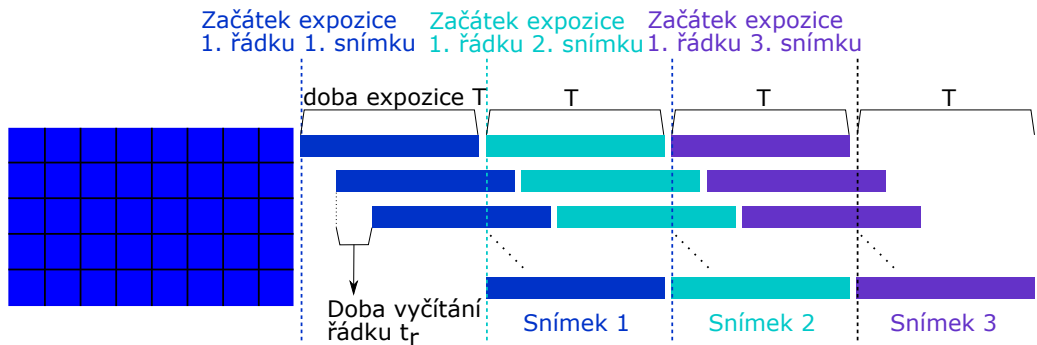 Začátek expozice
1. řádku 1. snímku
Začátek expozice
1. řádku 2. snímku
Začátek expozice
1. řádku 3. snímku
doba expozice T
T
T
T
Doba vyčítání
řádku tr
Snímek 1
Snímek 2
Snímek 3